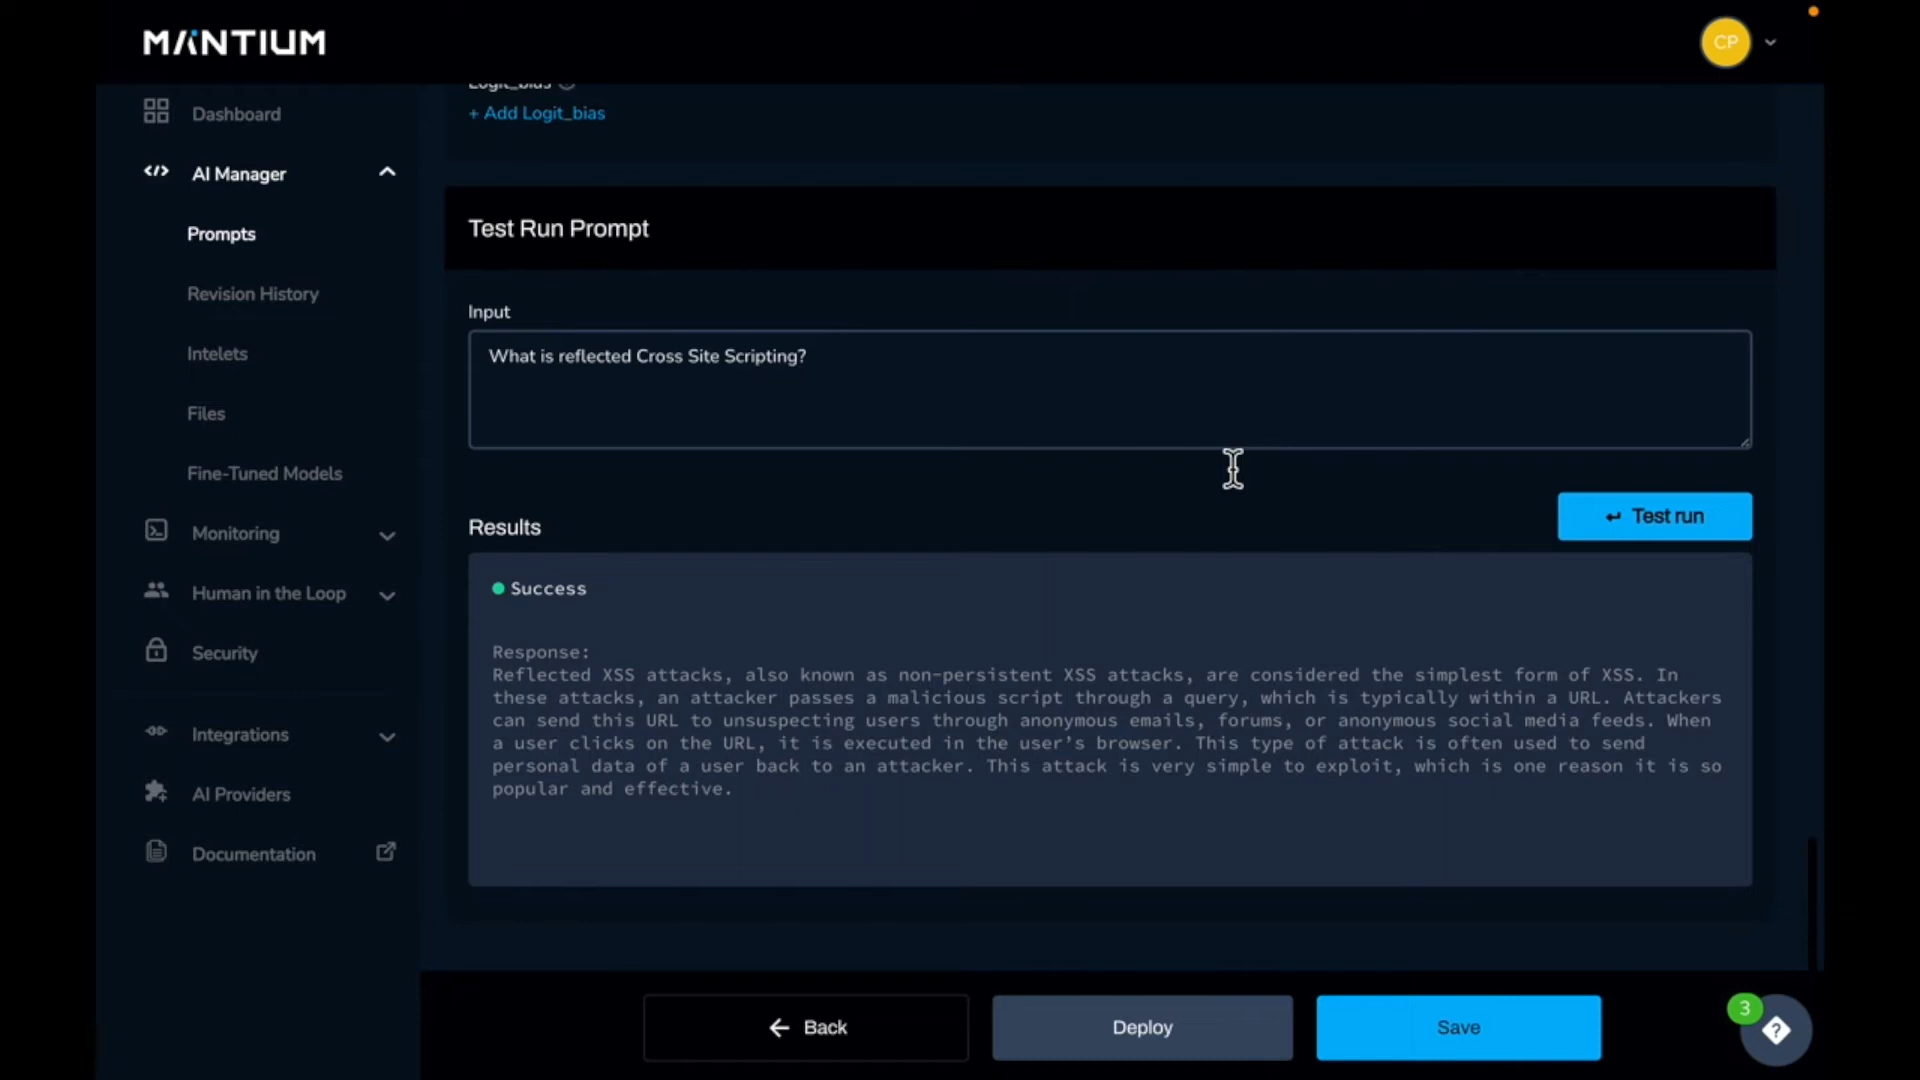 MANTIUM
CP
Dashboard
AI Manager
Prompts
Revision History
Intelets
Files
Fine-Tuned Models
Monitoring
Human in the Loop
Security
Integrations
AI Providers
Documentation
Logit_bias
+ Add Logit_bias
Test Run Prompt
Input
What is reflected Cross Site Scripting?
Test run
Results
Success
Response:
Reflected XSS attacks, also known as non-persistent XSS attacks, are considered the simplest form of XSS. In
these attacks, an attacker passes a malicious script through a query, which is typically within a URL. Attackers
can send this URL to unsuspecting users through anonymous emails, forums, or anonymous social media feeds. When
a user clicks on the URL, it is executed in the user's browser. This type of attack is often used to send
personal data of a user back to an attacker. This attack is very simple to exploit, which is one reason it is so
popular and effective.
Back
Deploy
Save
3
?